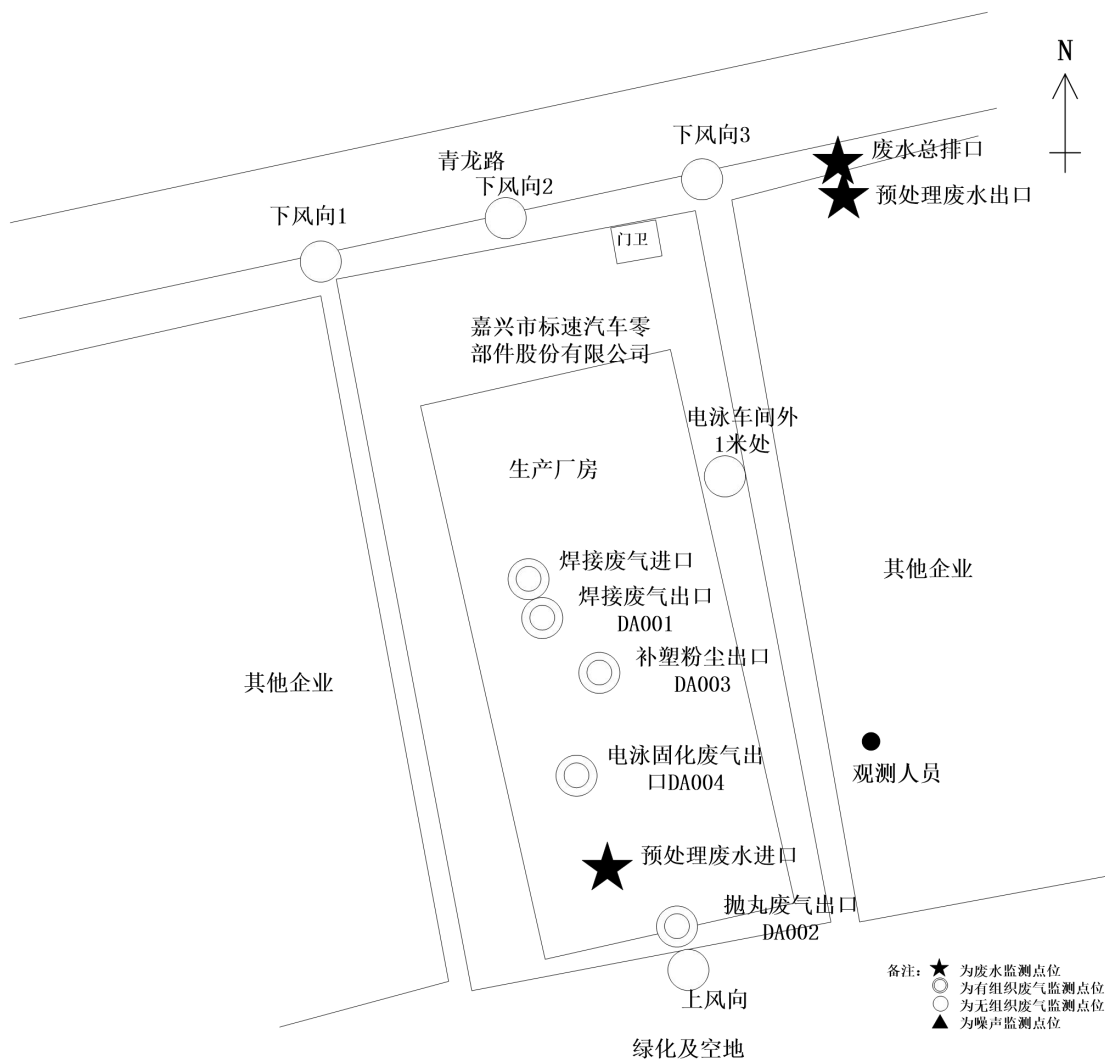 N
下风向3
废水总排口
青龙路
下风向2
预处理废水出口
下风向1
门卫
嘉兴市标速汽车零
部件股份有限公司
电泳车间外
1米处
生产厂房
焊接废气进口
其他企业
焊接废气出口
DA001
补塑粉尘出口
DA003
其他企业
电泳固化废气出
口DA004
观测人员
预处理废水进口
抛丸废气出口
DA002
上风向
绿化及空地
备注：
为废水监测点位
为有组织废气监测点位
为无组织废气监测点位
为噪声监测点位